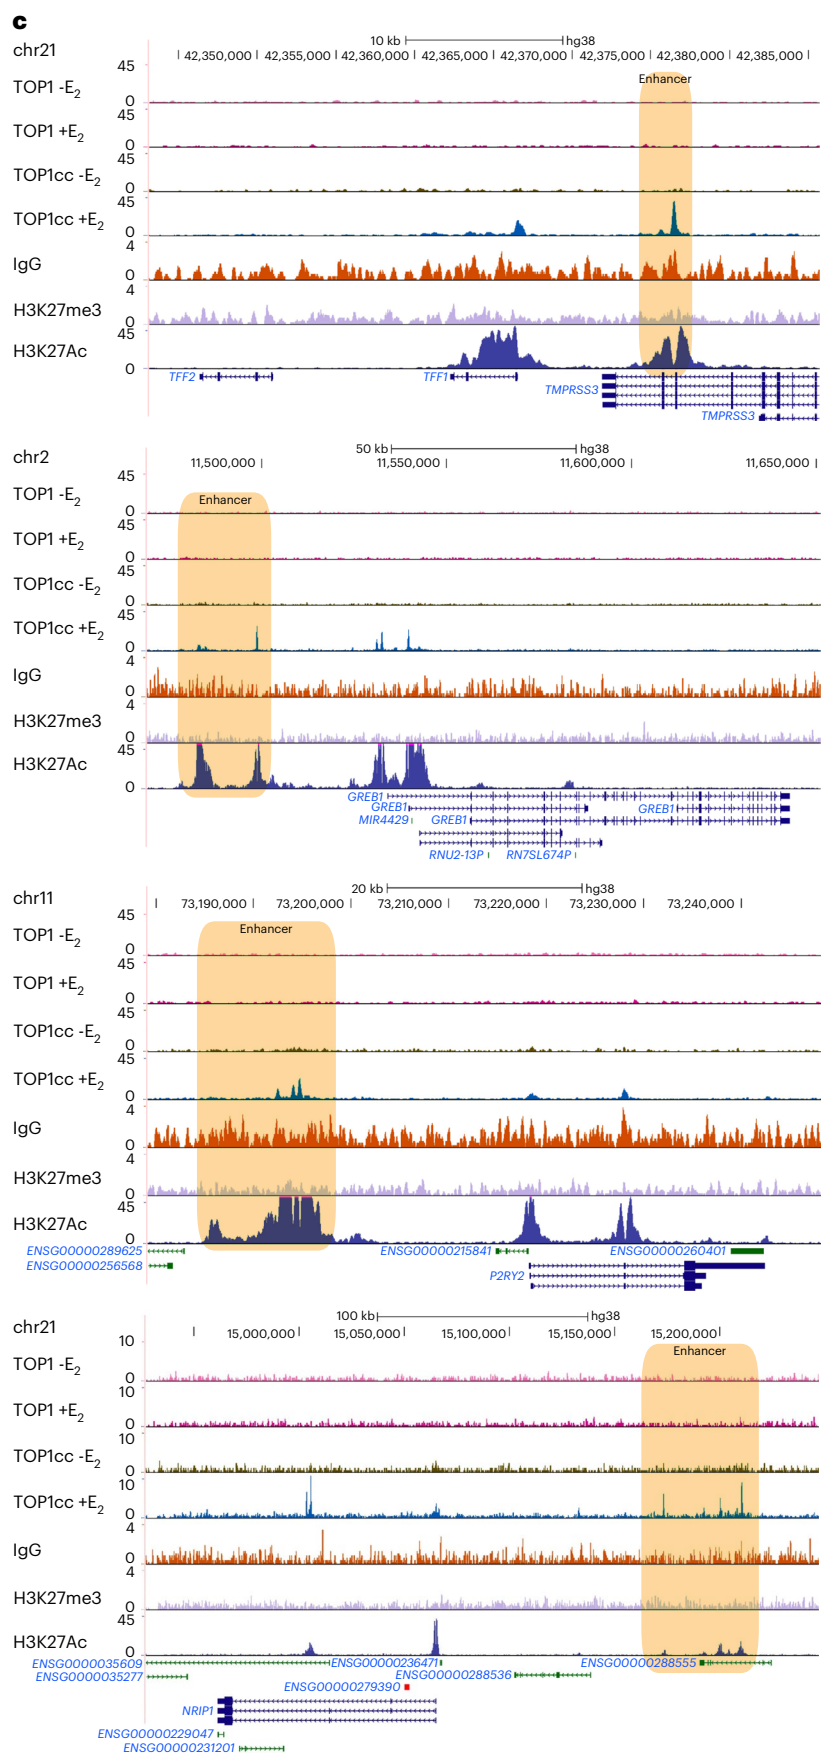 c
10 kb hg38
chr21 42,350,000 42,355,000 42,360,000 42,365,000 42,370,000 42,375,000 42,380,000 42,385,000
45
Enhancer
TOP1 -E2
0
45
TOP1 +E2
0
45
TOP1cc -E2
0
45
TOP1cc +E2
0
4
IgG
0
4
H3K27me3
0
45
H3K27Ac
0
TFF2 TFF1
TMPRSS3
TMPRSS3
50 kb hg38
chr2 11,500,000 11,550,000 11,600,000 11,650,000
45
Enhancer
TOP1 -E2
0
45
TOP1 +E2
0
45
TOP1cc -E2
0
45
TOP1cc +E2
0
4
IgG
0
4
H3K27me3
0
45
H3K27Ac
0
GREB1
GREB1 GREB1
MIR4429 GREB1
RNU2-13P RN7SL674P
20 kb hg38
chr11 73,190,000 73,200,000 73,210,000 73,220,000 73,230,000 73,240,000
45
Enhancer
TOP1 -E2
0
45
TOP1 +E2
0
45
TOP1cc -E2
0
45
TOP1cc +E2
0
4
IgG
0
4
H3K27me3
0
45
H3K27Ac
0
ENSG00000289625 ENSG00000215841 ENSG00000260401
ENSG00000256568
P2RY2
100 kb hg38
chr21 15,000,000 15,050,000 15,100,000 15,150,000 15,200,000
10
Enhancer
TOP1 -E2
0
10
TOP1 +E2
0
10
TOP1cc -E2
0
10
TOP1cc +E2
0
4
IgG
0
4
H3K27me3
0
45
H3K27Ac
0
ENSG0000035609 ENSG00000236471 ENSG00000288555
ENSG0000035277 ENSG00000288536
ENSG00000279390
NRIP1
ENSG00000229047
ENSG00000231201